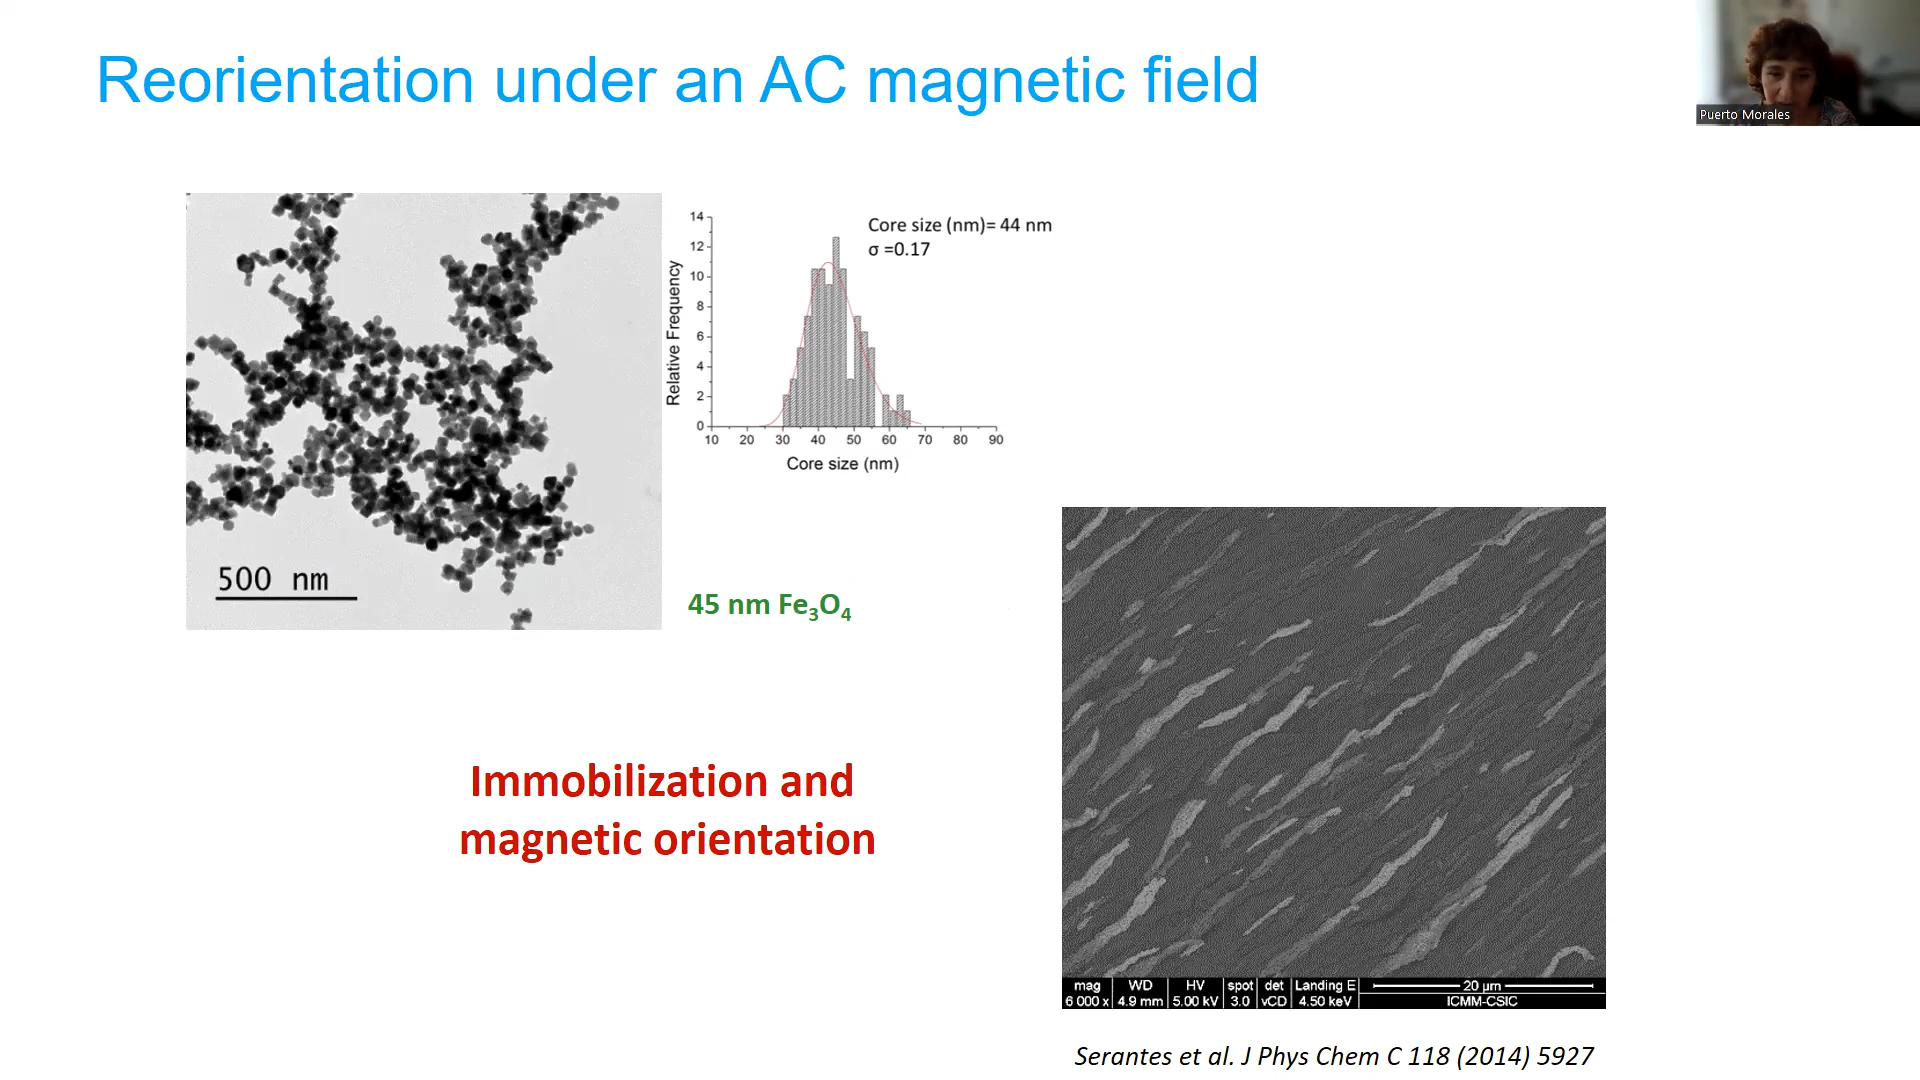 Reorientation under an AC magnetic field
Puerto Morales
Core size (nm)= 44 nm
σ =0.17
Relative Frequency
14
12
10
8
6
4
2
0
10 20 30 40 50 60 70 80 90
Core size (nm)
500 nm
45 nm Fe₃O₄
Immobilization and
magnetic orientation
mag WD HV spot det Landing E 20 µm
6 000 x 4.9 mm 5.00 kV 3.0 vCD 4.50 keV ICMM-CSIC
Serantes et al. J Phys Chem C 118 (2014) 5927